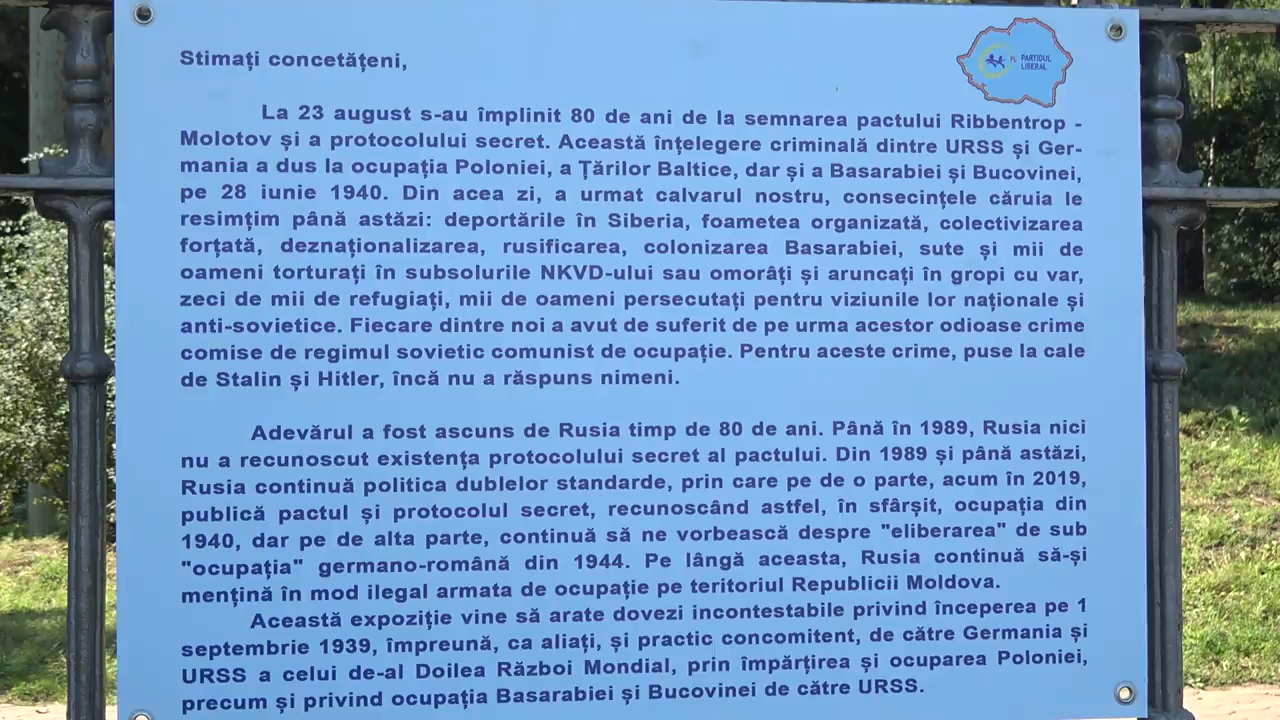 Stimați concetățeni,
PL PARTIDUL
LIBERAL
La 23 august s-au împlinit 80 de ani de la semnarea pactului Ribbentrop -
Molotov și a protocolului secret. Această înțelegere criminală dintre URSS și Ger-
mania a dus la ocupația Poloniei, a Țărilor Baltice, dar și a Basarabiei și Bucovinei,
pe 28 iunie 1940. Din acea zi, a urmat calvarul nostru, consecințele căruia le
resimțim până astăzi: deportările în Siberia, foametea organizată, colectivizarea
forțată, deznaționalizarea, rusificarea, colonizarea Basarabiei, sute și mii de
oameni torturați în subsolurile NKVD-ului sau omorâți și aruncați în gropi cu var,
zeci de mii de refugiați, mii de oameni persecutați pentru viziunile lor naționale și
anti-sovietice. Fiecare dintre noi a avut de suferit de pe urma acestor odioase crime
comise de regimul sovietic comunist de ocupație. Pentru aceste crime, puse la cale
de Stalin și Hitler, încă nu a răspuns nimeni.
Adevărul a fost ascuns de Rusia timp de 80 de ani. Până în 1989, Rusia nici
nu a recunoscut existența protocolului secret al pactului. Din 1989 și până astăzi,
Rusia continuă politica dublelor standarde, prin care pe de o parte, acum în 2019,
publică pactul și protocolul secret, recunoscând astfel, în sfârșit, ocupația din
1940, dar pe de alta parte, continuă să ne vorbească despre "eliberarea" de sub
"ocupația" germano-română din 1944. Pe lângă aceasta, Rusia continuă să-și
mențină în mod ilegal armata de ocupație pe teritoriul Republicii Moldova.
Această expoziție vine să arate dovezi incontestabile privind începerea pe 1
septembrie 1939, împreună, ca aliați, și practic concomitent, de către Germania și
URSS a celui de-al Doilea Război Mondial, prin împărțirea și ocuparea Poloniei,
precum și privind ocupația Basarabiei și Bucovinei de către URSS.